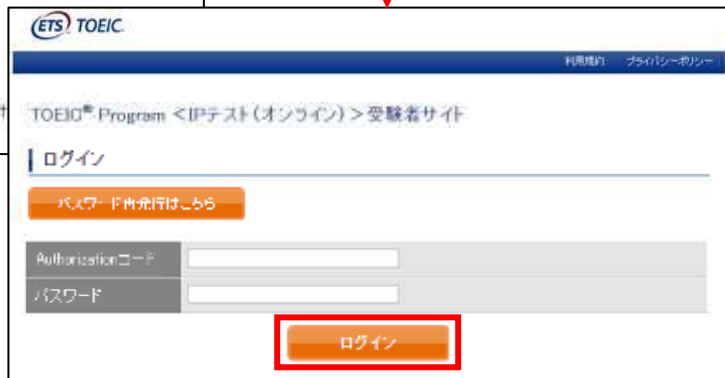 ETS TOEIC.
利用規約 プライバシーポリシー
TOEIC® Program <IPテスト(オンライン)>受験者サイト
ログイン
パスワード再発行はこちら
Authorizationコード
パスワード
ログイン